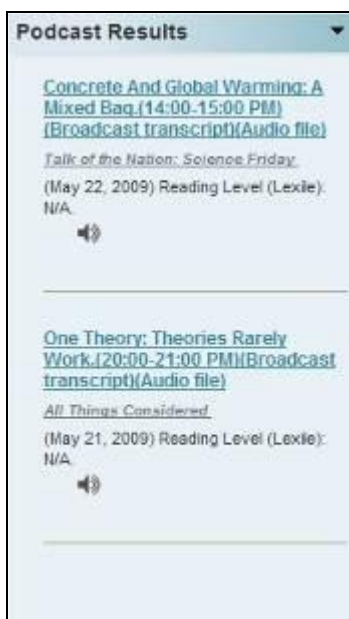 Podcast Results
Concrete And Global Warming: A
Mixed Bag.(14:00-15:00 PM)
(Broadcast transcript)(Audio file)
Talk of the Nation: Science Friday
(May 22, 2009) Reading Level (Lexile):
N/A
One Theory: Theories Rarely
Work.(20:00-21:00 PM)(Broadcast
transcript)(Audio file)
All Things Considered
(May 21, 2009) Reading Level (Lexile):
N/A